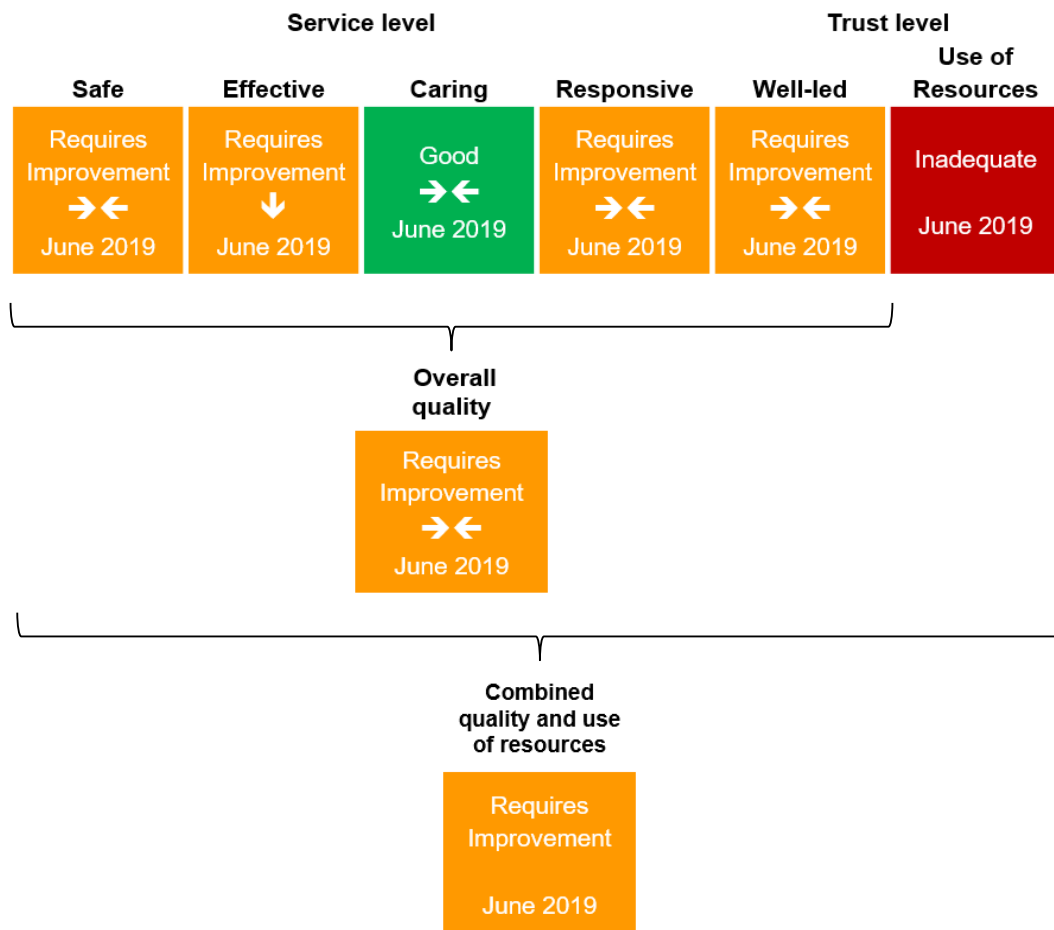 Service level
Trust level
Safe
Effective
Caring
Responsive
Well-led
Use of
Resources
Requires
Improvement
→←
June 2019
Requires
Improvement
↓
June 2019
Good
→←
June 2019
Requires
Improvement
→←
June 2019
Requires
Improvement
→←
June 2019
Inadequate
June 2019
Overall
quality
Requires
Improvement
→←
June 2019
Combined
quality and use
of resources
Requires
Improvement
June 2019